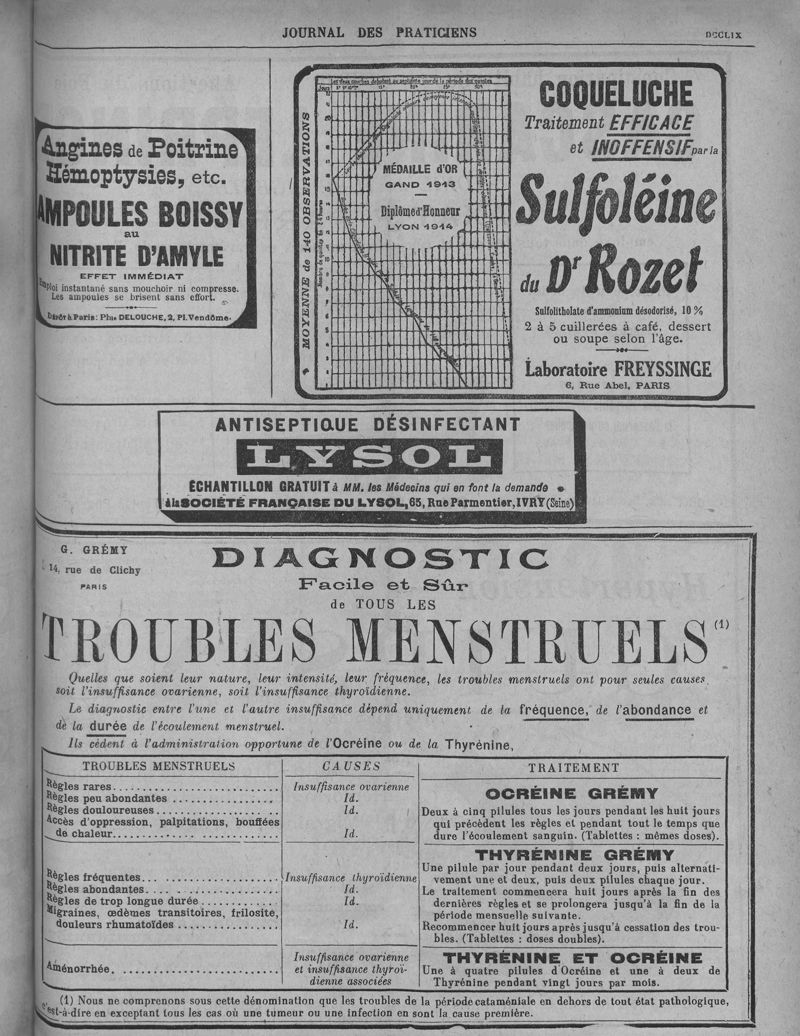 JOURNAL DES PRATICIENS
DCCLIX
Angines de Poitrine
Hémoptysies, etc.
AMPOULES BOISSY
au
NITRITE D'AMYLE
EFFET IMMÉDIAT
Emploi instantané sans mouchoir ni compresse.
Les ampoules se brisent sans effort.
Dépôt à Paris: Phie DELOUCHE, 2, Pl. Vendôme.
MOYENNE de 140 OBSERVATIONS
Les deux courbes débutent au septième jour de la période des quintes
MÉDAILLE d'OR
GAND 1913
Diplôme d'Honneur
LYON 1914
COQUELUCHE
Traitement EFFICACE
et INOFFENSIF par la
Sulfoléine
du Dr Rozet
Sulfolitholate d'ammonium désodorisé, 10 %
2 à 5 cuillerées à café, dessert
ou soupe selon l'âge.
Laboratoire FREYSSINGE
6, Rue Abel, PARIS
ANTISEPTIQUE DÉSINFECTANT
LYSOL
ÉCHANTILLON GRATUIT à MM. les Médecins qui en font la demande
à la SOCIÉTÉ FRANÇAISE DU LYSOL, 65, Rue Parmentier, IVRY (Seine)
G. GRÉMY
14, rue de Clichy
PARIS
DIAGNOSTIC
Facile et Sûr
de TOUS LES
TROUBLES MENSTRUELS (1)
Quelles que soient leur nature, leur intensité, leur fréquence, les troubles menstruels ont pour seules causes
soit l'insuffisance ovarienne, soit l'insuffisance thyroïdienne.
Le diagnostic entre l'une et l'autre insuffisance dépend uniquement de la fréquence, de l'abondance et
de la durée de l'écoulement menstruel.
Ils cèdent à l'administration opportune de l'Ocréine ou de la Thyrénine,
TROUBLES MENSTRUELS
CAUSES
TRAITEMENT
Règles rares
Insuffisance ovarienne
Règles peu abondantes
Id.
Règles douloureuses
Id.
Accès d'oppression, palpitations, bouffées
de chaleur
Id.
OCRÉINE GRÉMY
Deux à cinq pilules tous les jours pendant les huit jours
qui précèdent les règles et pendant tout le temps que
dure l'écoulement sanguin. (Tablettes : mêmes doses).
Règles fréquentes
Insuffisance thyroïdienne
Règles abondantes
Id.
Règles de trop longue durée
Id.
Migraines, œdèmes transitoires, frilosité,
douleurs rhumatoïdes
Id.
THYRÉNINE GRÉMY
Une pilule par jour pendant deux jours, puis alternati-
vement une et deux, puis deux pilules chaque jour.
Le traitement commencera huit jours après la fin des
dernières règles et se prolongera jusqu'à la fin de la
période mensuelle suivante.
Recommencer huit jours après jusqu'à cessation des trou-
bles. (Tablettes : doses doubles).
Aménorrhée
Insuffisance ovarienne
et insuffisance thyroï-
dienne associées
THYRÉNINE ET OCRÉINE
Une à quatre pilules d'Ocréine et une à deux de
Thyrénine pendant vingt jours par mois.
(1) Nous ne comprenons sous cette dénomination que les troubles de la période cataméniale en dehors de tout état pathologique,
c'est-à-dire en exceptant tous les cas où une tumeur ou une infection en sont la cause première.